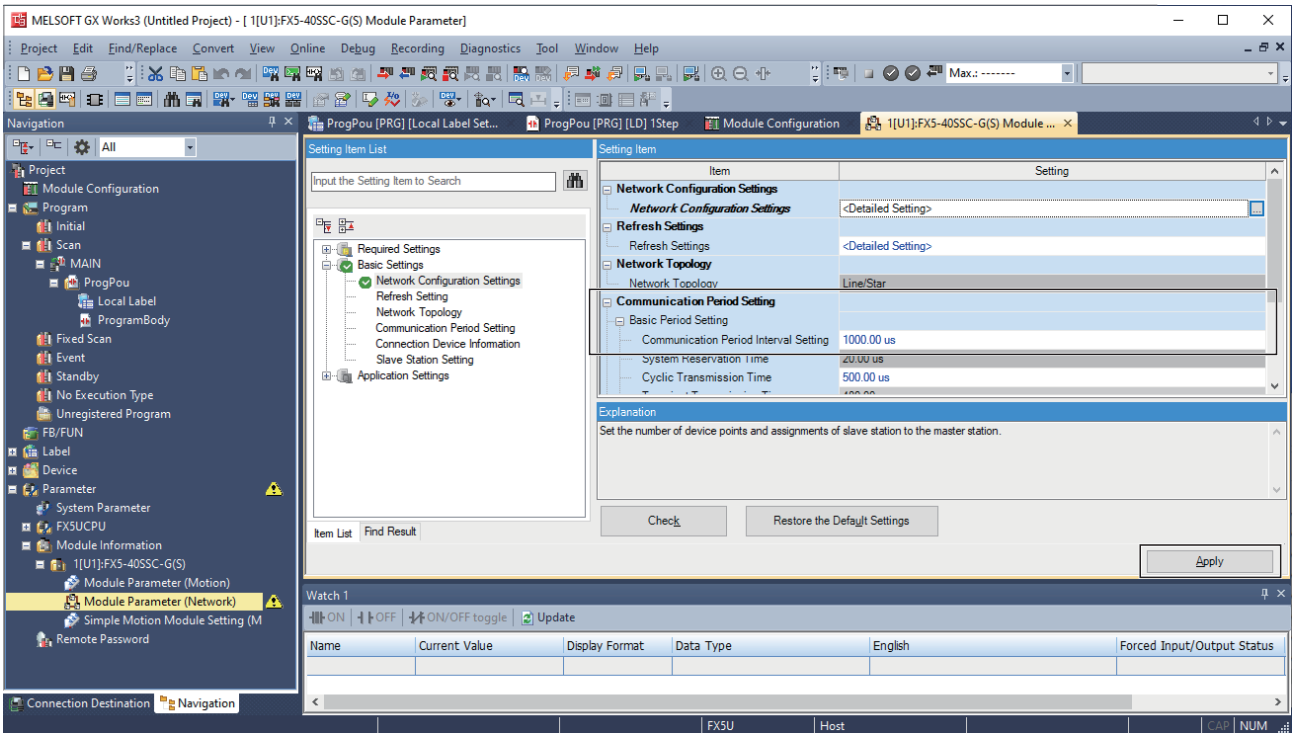 MELSOFT GX Works3 (Untitled Project) - [ 1[U1]:FX5-40SSC-G(S) Module Parameter]
Project Edit Find/Replace Convert View Online Debug Recording Diagnostics Tool Window Help
Max.: -------
Navigation
ProgPou [PRG] [Local Label Set...
ProgPou [PRG] [LD] 1Step
Module Configuration
1[U1]:FX5-40SSC-G(S) Module ...
All
Project
Module Configuration
Program
Initial
Scan
MAIN
ProgPou
Local Label
ProgramBody
Fixed Scan
Event
Standby
No Execution Type
Unregistered Program
FB/FUN
Label
Device
Parameter
System Parameter
FX5UCPU
Module Information
1[U1]:FX5-40SSC-G(S)
Module Parameter (Motion)
Module Parameter (Network)
Simple Motion Module Setting (M
Remote Password
Connection Destination
Navigation
Setting Item List
Input the Setting Item to Search
Required Settings
Basic Settings
Network Configuration Settings
Refresh Setting
Network Topology
Communication Period Setting
Connection Device Information
Slave Station Setting
Application Settings
Item List Find Result
Setting Item
Item Setting
Network Configuration Settings
Network Configuration Settings <Detailed Setting> ...
Refresh Settings
Refresh Settings <Detailed Setting>
Network Topology
Network Topology Line/Star
Communication Period Setting
Basic Period Setting
Communication Period Interval Setting 1000.00 us
System Reservation Time 20.00 us
Cyclic Transmission Time 500.00 us
Explanation
Set the number of device points and assignments of slave station to the master station.
Check
Restore the Default Settings
Apply
Watch 1
ON OFF ON/OFF toggle Update
Name Current Value Display Format Data Type English Forced Input/Output Status
FX5U Host CAP NUM